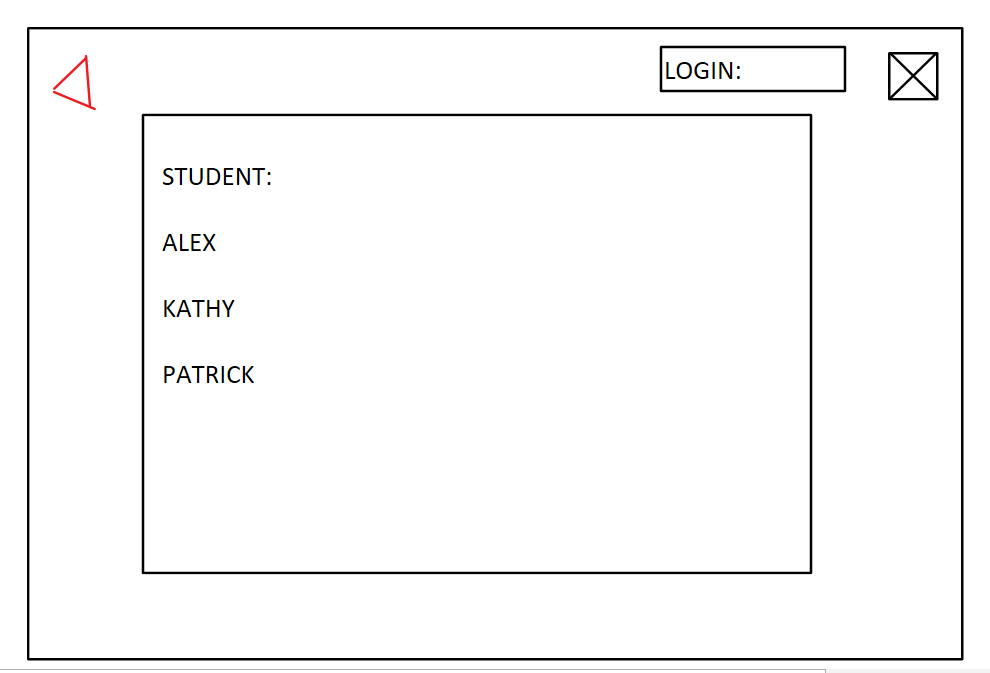 LOGIN:
STUDENT:
ALEX
KATHY
PATRICK